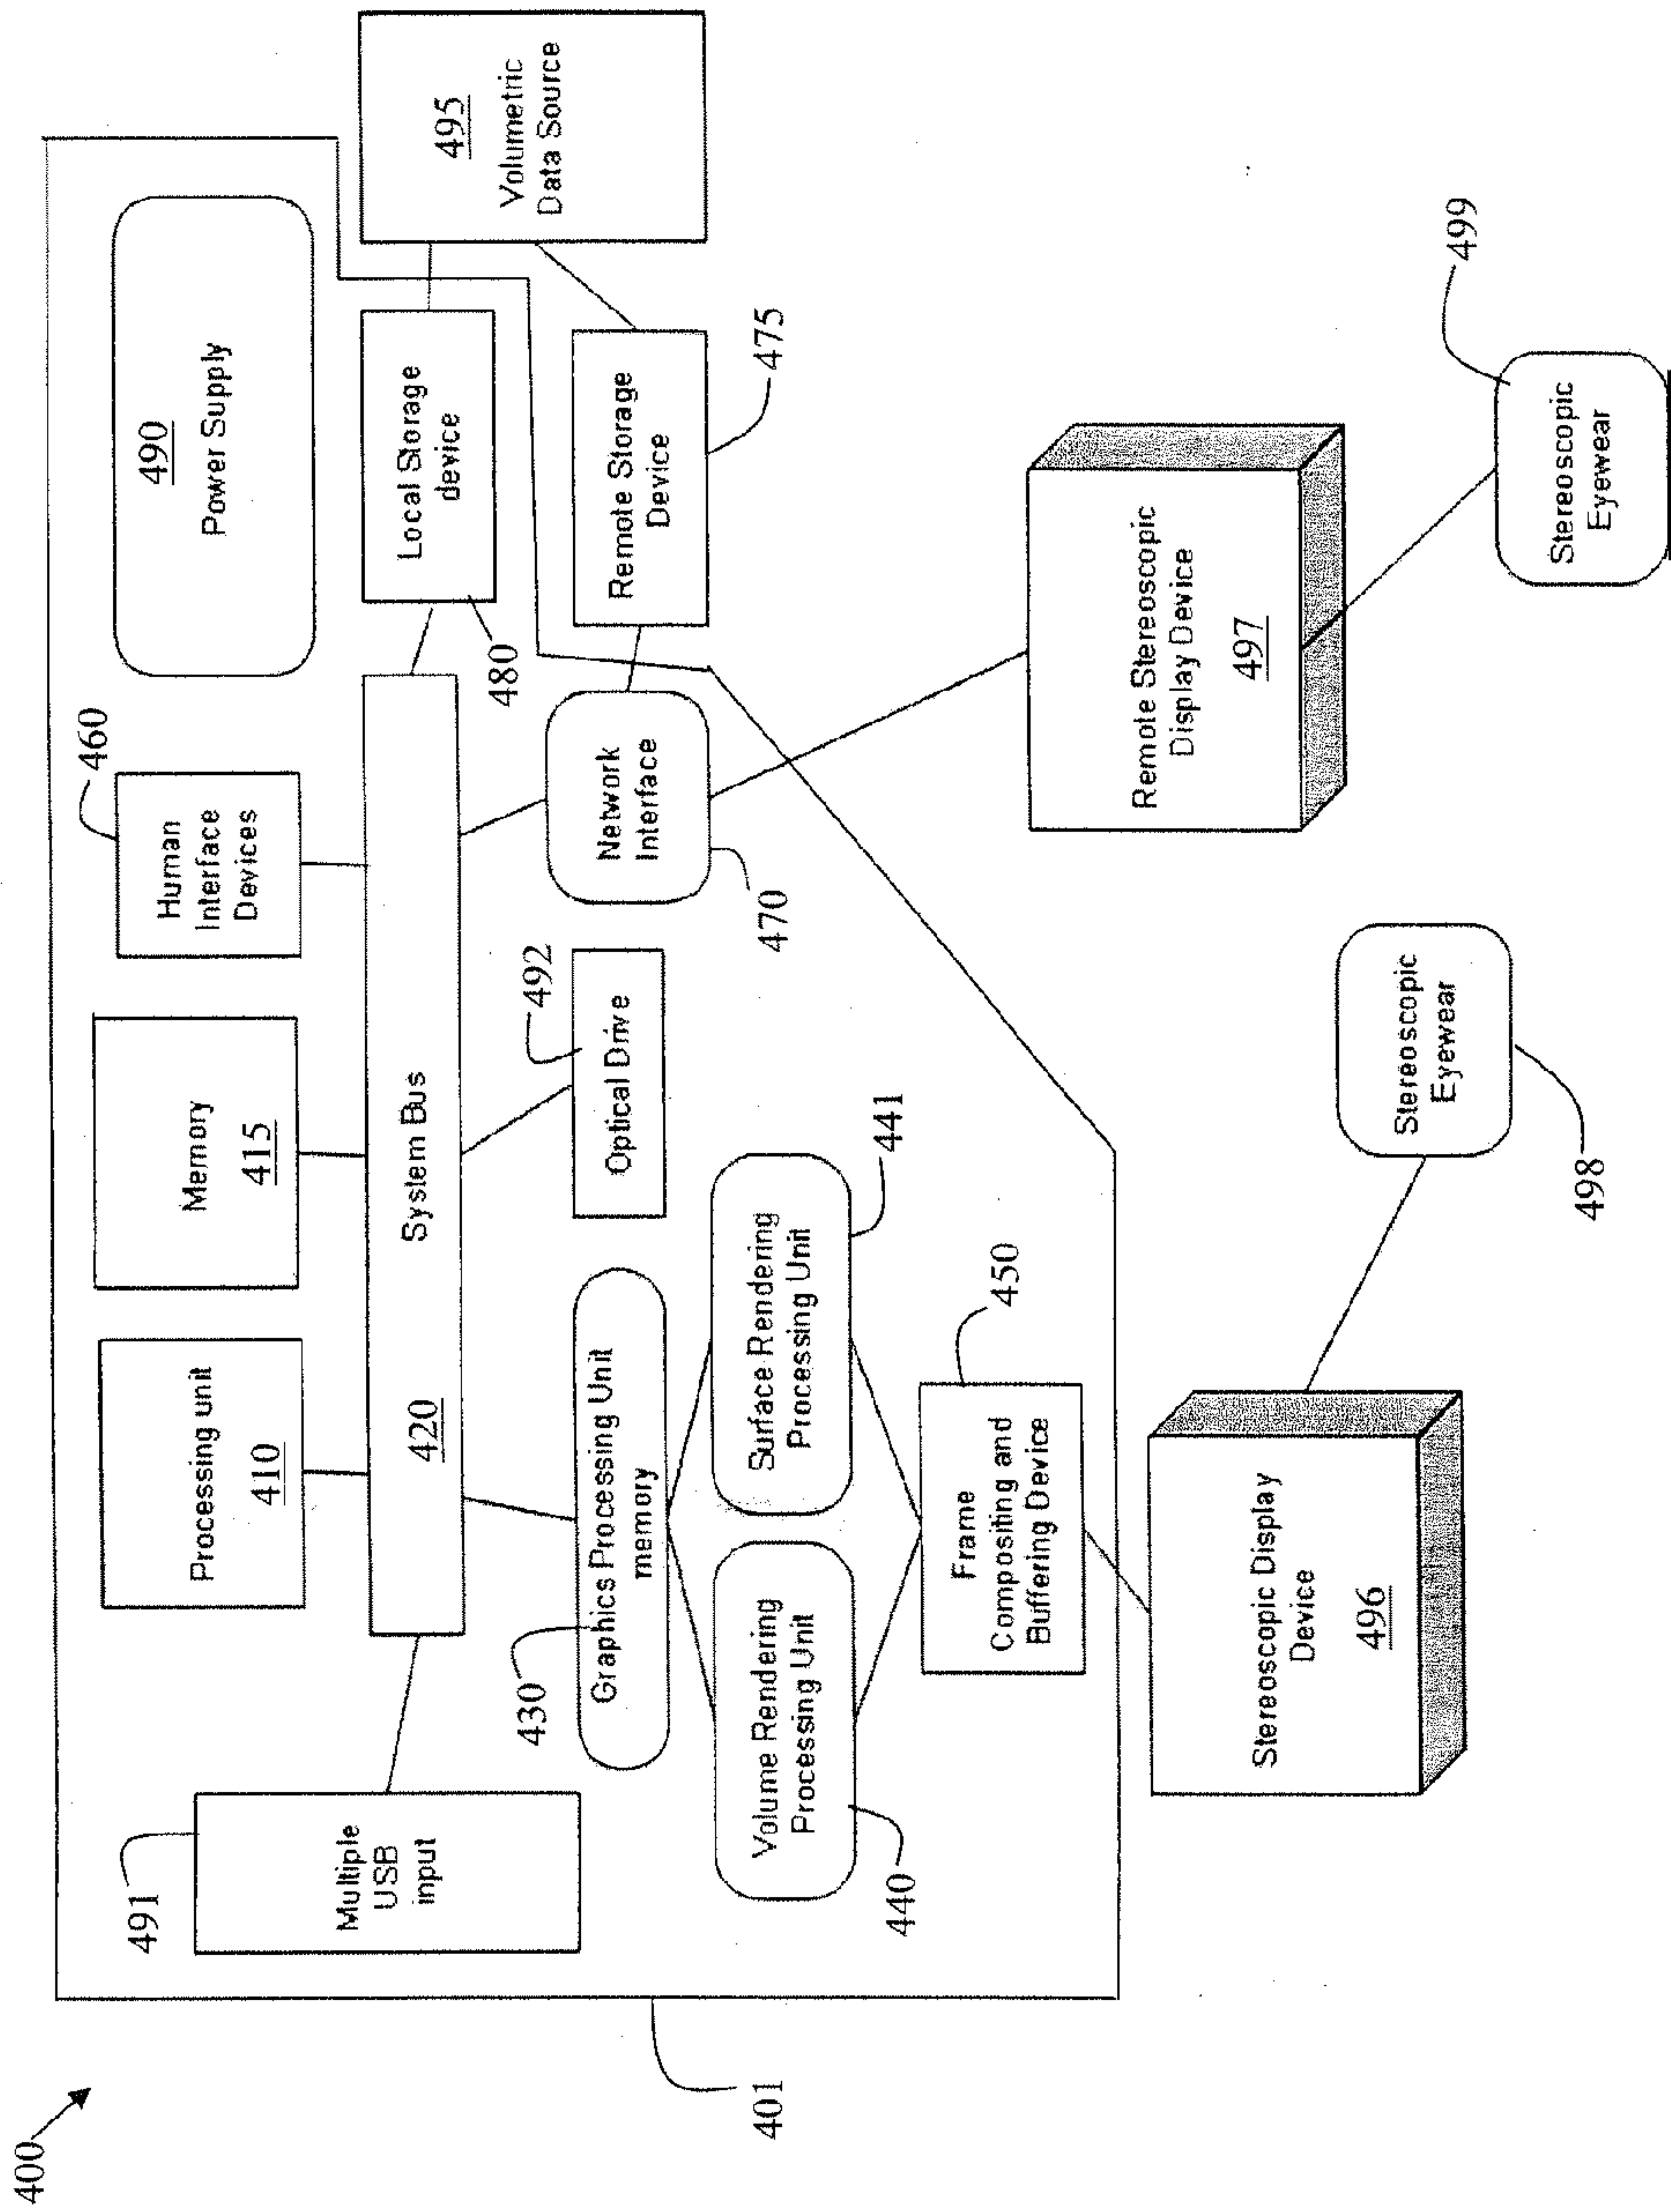 400
401
491
Multiple
USB
input
Processing unit
410
Memory
415
460
Human
Interface
Devices
490
Power Supply
420
System Bus
480
Local Storage
device
495
Volumetric
Data Source
430
Graphics Processing Unit
memory
492
Optical Drive
Network
Interface
470
Remote Storage
Device
475
Volume Rendering
Processing Unit
440
Surface Rendering
Processing Unit
441
Frame
Compositing and
Buffering Device
450
Stereoscopic Display
Device
496
Stereoscopic
Eyewear
498
Remote Stereoscopic
Display Device
497
Stereoscopic
Eyewear
499